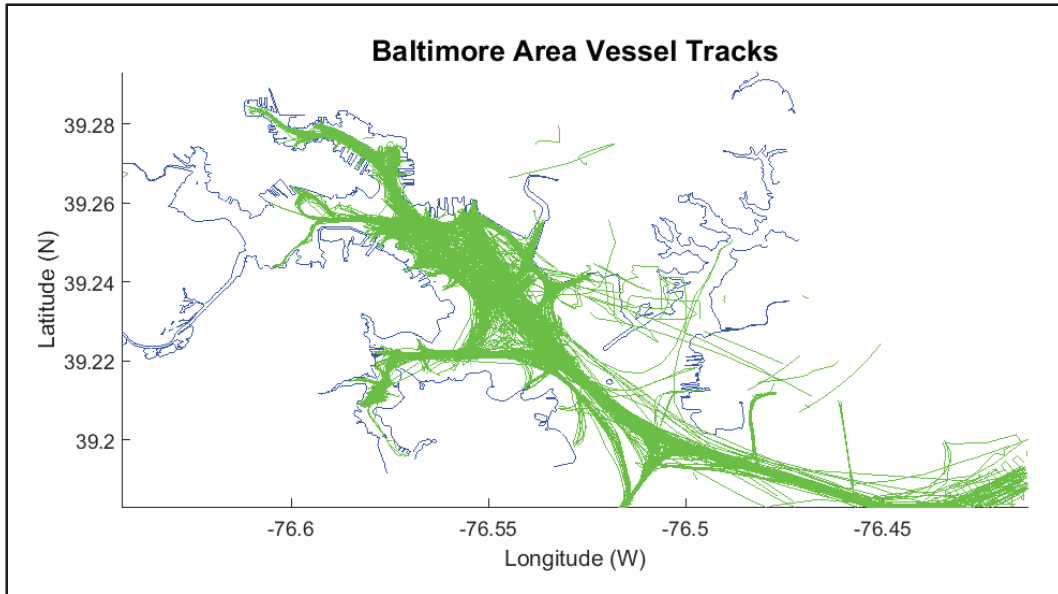 Baltimore Area Vessel Tracks
39.28
39.26
39.24
39.22
39.2
Latitude (N)
-76.6 -76.55 -76.5 -76.45
Longitude (W)